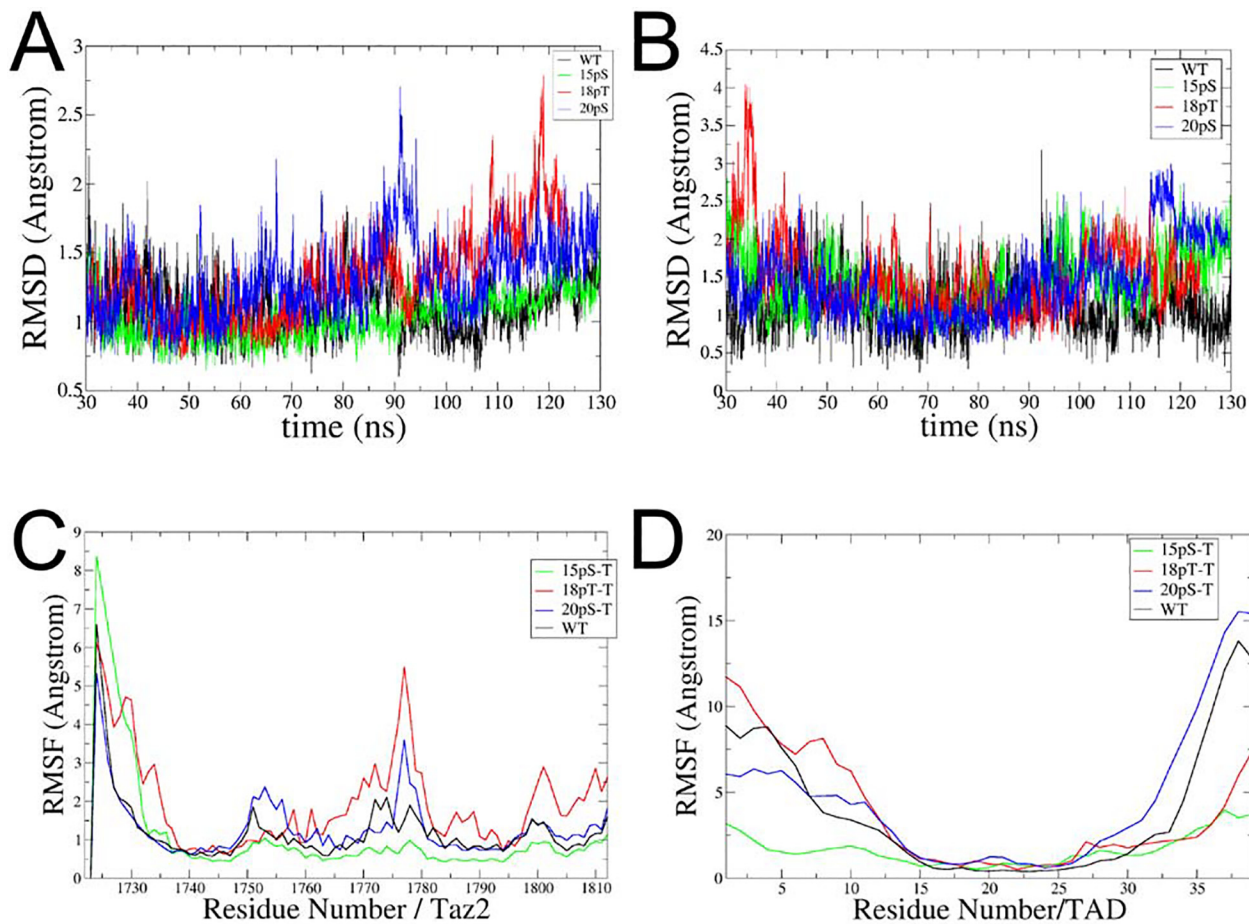 A
RMSD (Angstrom)
3
2.5
2
1.5
1
0.5
30 40 50 60 70 80 90 100 110 120 130
time (ns)
WT
15pS
18pT
20pS
B
RMSD (Angstrom)
4.5
4
3.5
3
2.5
2
1.5
1
0.5
0
30 40 50 60 70 80 90 100 110 120 130
time (ns)
WT
15pS
18pT
20pS
C
RMSF (Angstrom)
9
8
7
6
5
4
3
2
1
0
1730 1740 1750 1760 1770 1780 1790 1800 1810
Residue Number / Taz2
15pS-T
18pT-T
20pS-T
WT
D
RMSF (Angstrom)
20
15
10
5
0
5 10 15 20 25 30 35
Residue Number/TAD
15pS-T
18pT-T
20pS-T
WT